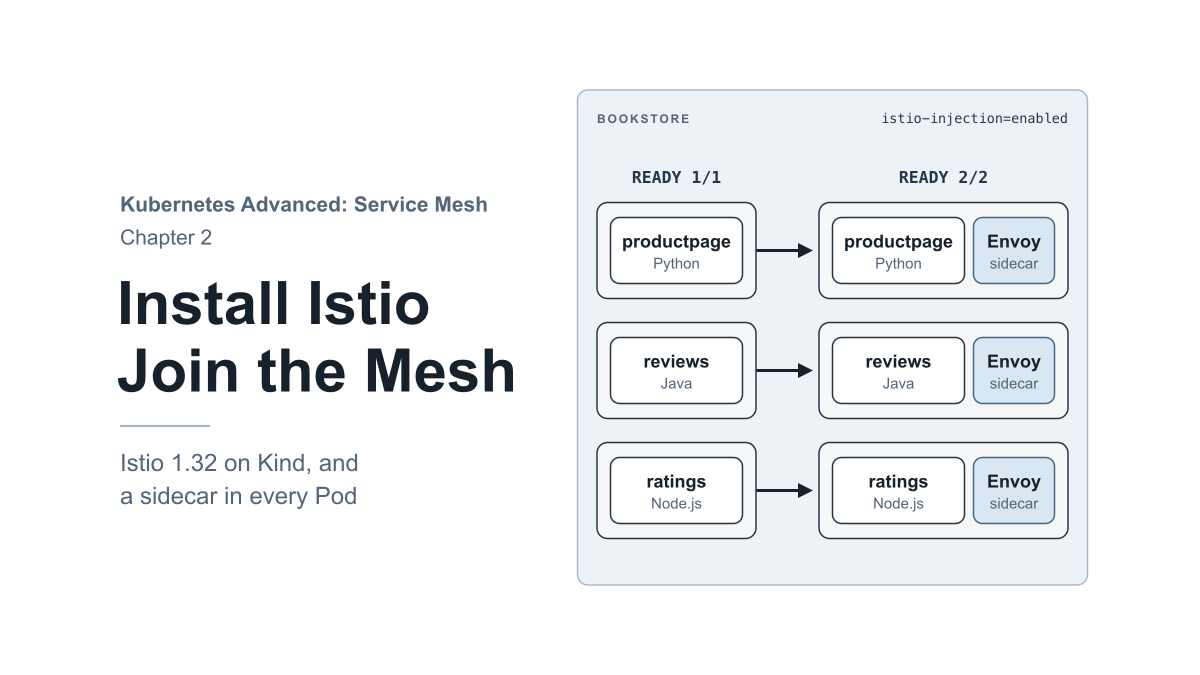 Kubernetes Advanced: Service Mesh
Chapter 2
Install Istio
Join the Mesh
Istio 1.32 on Kind, and
a sidecar in every Pod
BOOKSTORE
istio-injection=enabled
READY 1/1
READY 2/2
productpage
Python
productpage
Python
Envoy
sidecar
reviews
Java
reviews
Java
Envoy
sidecar
ratings
Node.js
ratings
Node.js
Envoy
sidecar